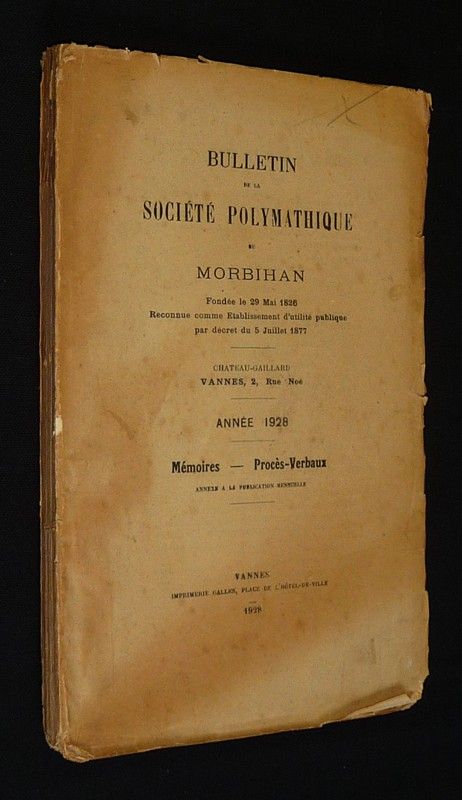 BULLETIN
DE LA
SOCIÉTÉ POLYMATHIQUE
DU
MORBIHAN
Fondée le 29 Mai 1826
Reconnue comme Etablissement d'utilité publique
par décret du 5 Juillet 1877
CHATEAU-GAILLARD
VANNES, 2, Rue Noé
ANNÉE 1928
Mémoires — Procès-Verbaux
ANNEXE A LA PUBLICATION MENSUELLE
VANNES
IMPRIMERIE GALLES, PLACE DE L'HÔTEL-DE-VILLE
1928